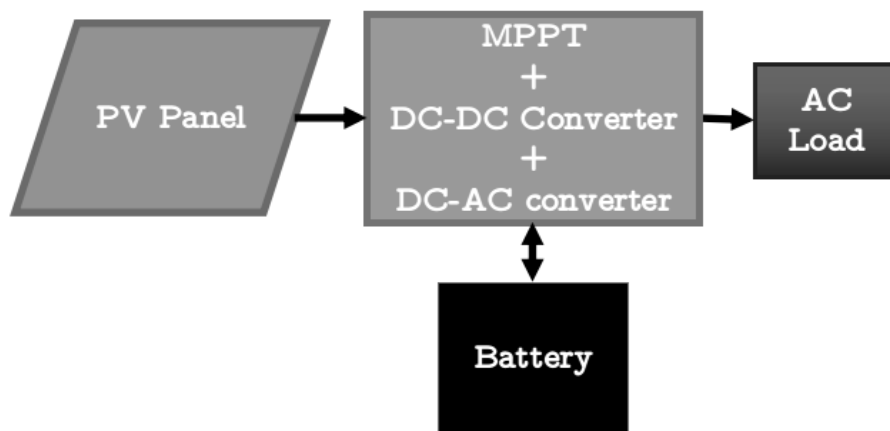 PV Panel
MPPT
+
DC-DC Converter
+
DC-AC converter
AC
Load
Battery